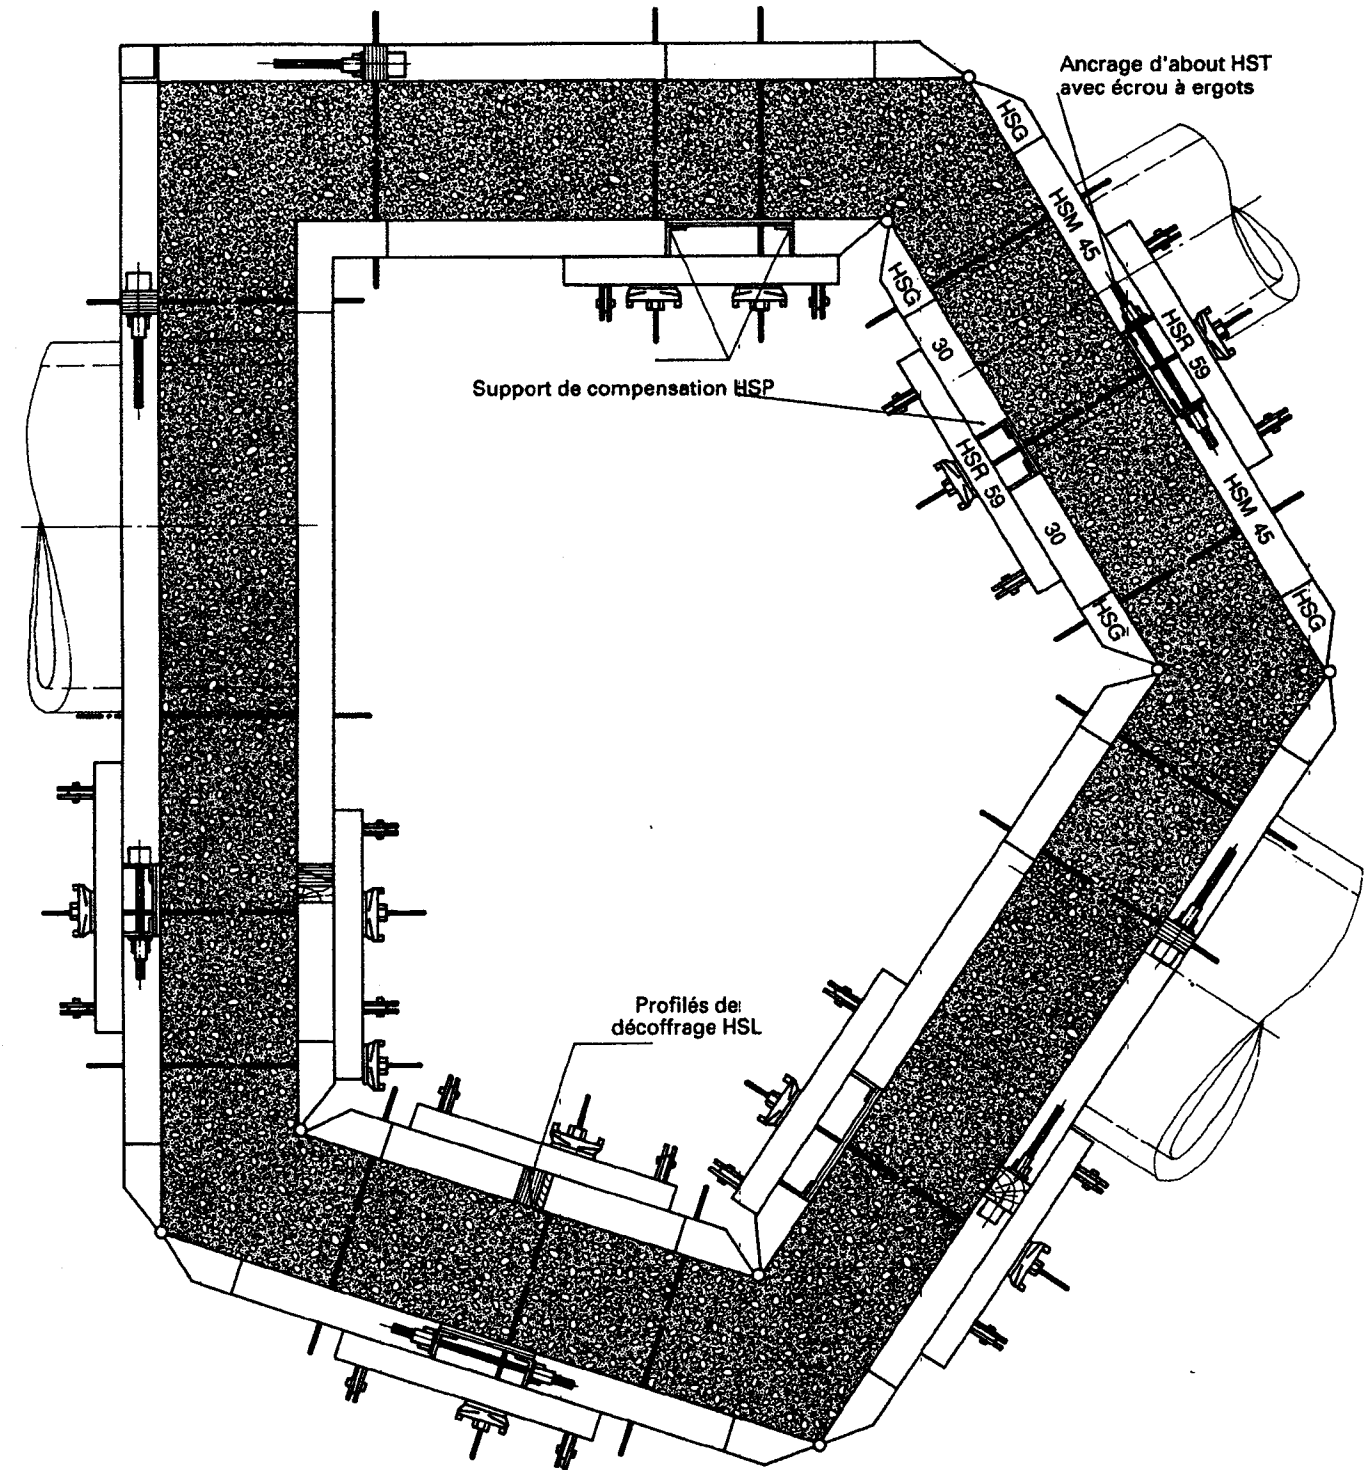 Ancrage d'about HST
avec écrou à ergots
HSG
HSM 45
HSR 59
HSM 45
HSG
HSG
30
HSR 59
30
HSG
Support de compensation HSP
Profilés de
décoffrage HSL